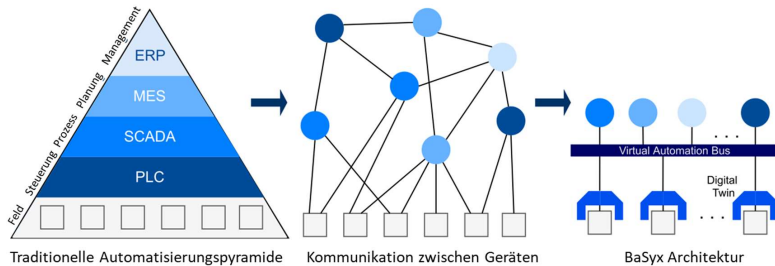 Management
Planung
Prozess
Steuerung
Feld
ERP
MES
SCADA
PLC
Traditionelle Automatisierungspyramide
Kommunikation zwischen Geräten
. . .
Virtual Automation Bus
Digital
Twin
. . .
BaSyx Architektur